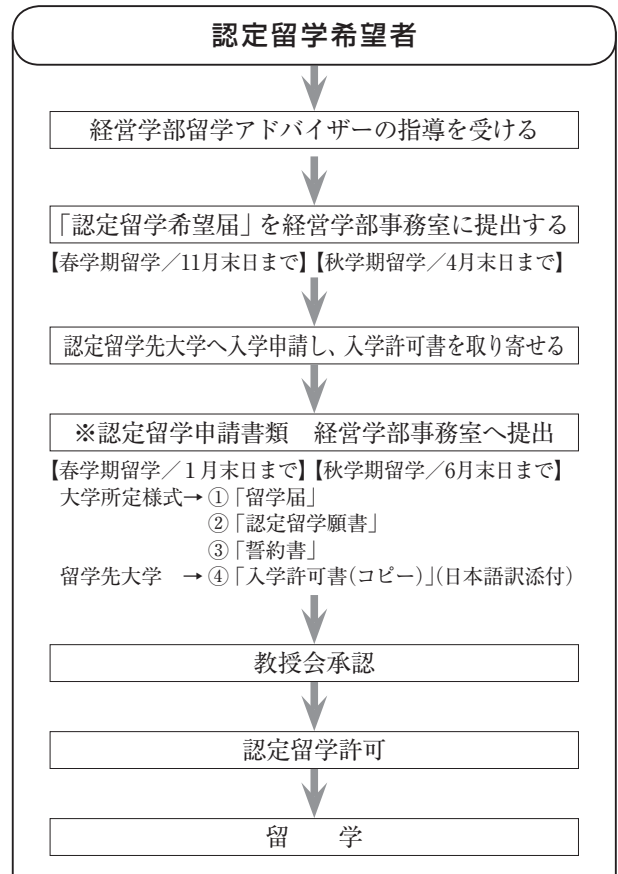 認定留学希望者
経営学部留学アドバイザーの指導を受ける
「認定留学希望届」を経営学部事務室に提出する
【春学期留学／11月末日まで】【秋学期留学／4月末日まで】
認定留学先大学へ入学申請し、入学許可書を取り寄せる
※認定留学申請書類　経営学部事務室へ提出
【春学期留学／１月末日まで】【秋学期留学／6月末日まで】
大学所定様式→①「留学届」
②「認定留学願書」
③「誓約書」
留学先大学　→④「入学許可書(コピー)」(日本語訳添付)
教授会承認
認定留学許可
留　　学